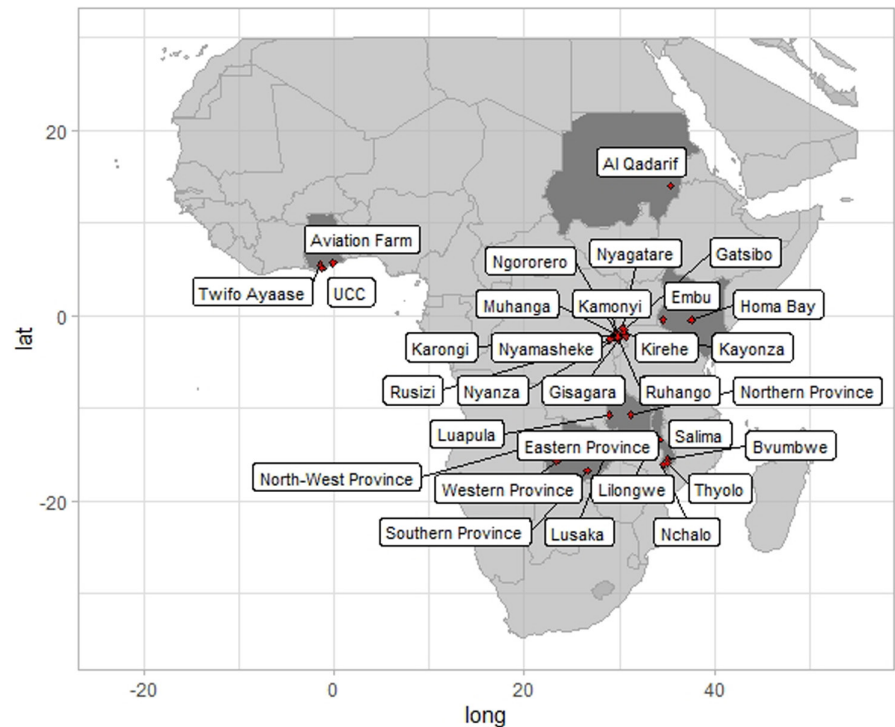 20
Al Qadarif
Aviation Farm
Nyagatare
Gatsibo
Ngororero
Twifo Ayaase
UCC
Muhanga
Kamonyi
Embu
Homa Bay
lat
0
Karongi
Nyamasheke
Kirehe
Kayonza
Rusizi
Nyanza
Gisagara
Ruhango
Northern Province
Luapula
Eastern Province
Salima
Bvumbwe
North-West Province
Western Province
Lilongwe
Thyolo
-20
Southern Province
Lusaka
Nchalo
-20
0
20
40
long